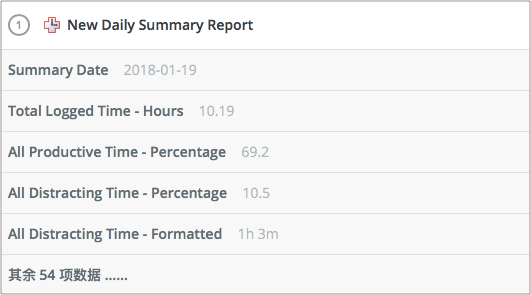 1 New Daily Summary Report
Summary Date 2018-01-19
Total Logged Time - Hours 10.19
All Productive Time - Percentage 69.2
All Distracting Time - Percentage 10.5
All Distracting Time - Formatted 1h 3m
其余 54 项数据 ……